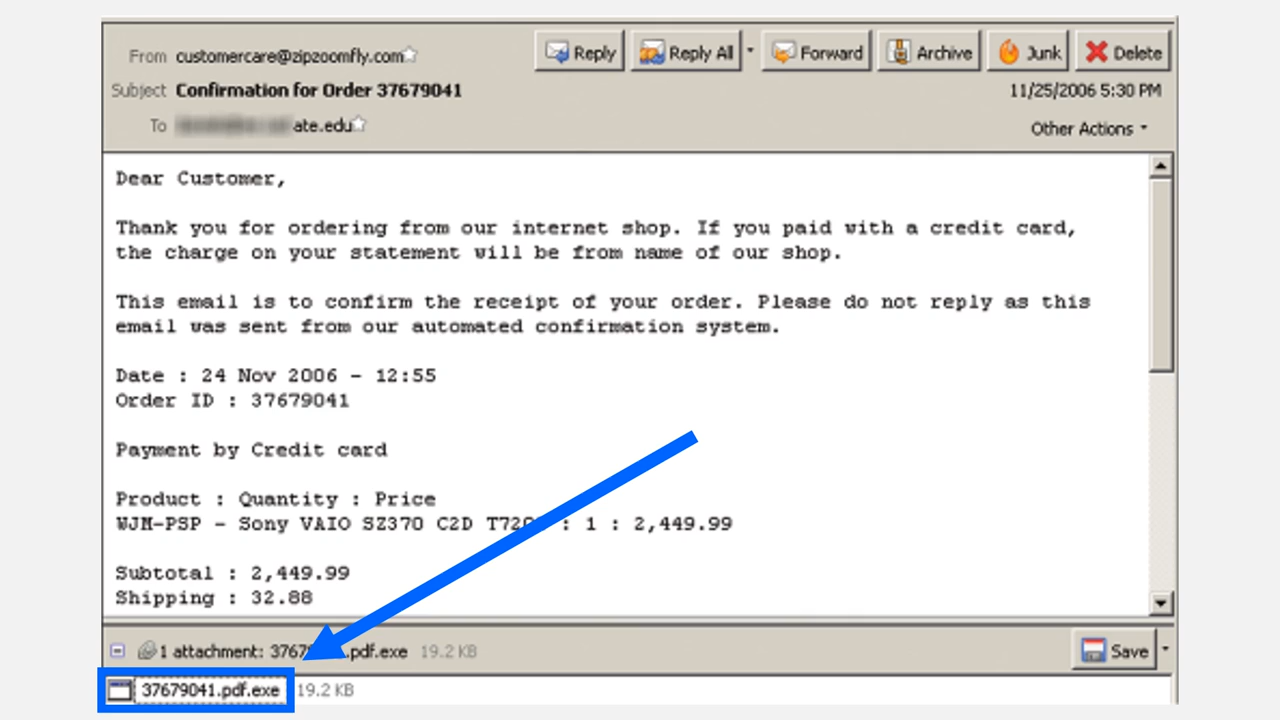 From customercare@zipzoomfly.com
Reply
Reply All
Forward
Archive
Junk
Delete
Subject Confirmation for Order 37679041
11/25/2006 5:30 PM
To ate.edu
Other Actions
Dear Customer,
Thank you for ordering from our internet shop. If you paid with a credit card,
the charge on your statement will be from name of our shop.
This email is to confirm the receipt of your order. Please do not reply as this
email was sent from our automated confirmation system.
Date : 24 Nov 2006 - 12:55
Order ID : 37679041
Payment by Credit card
Product : Quantity : Price
WJM-PSP - Sony VAIO SZ370 C2D : 1 : 2,449.99
Subtotal : 2,449.99
Shipping : 32.88
1 attachment: .pdf.exe 19.2 KB
Save
37679041.pdf.exe 19.2 KB